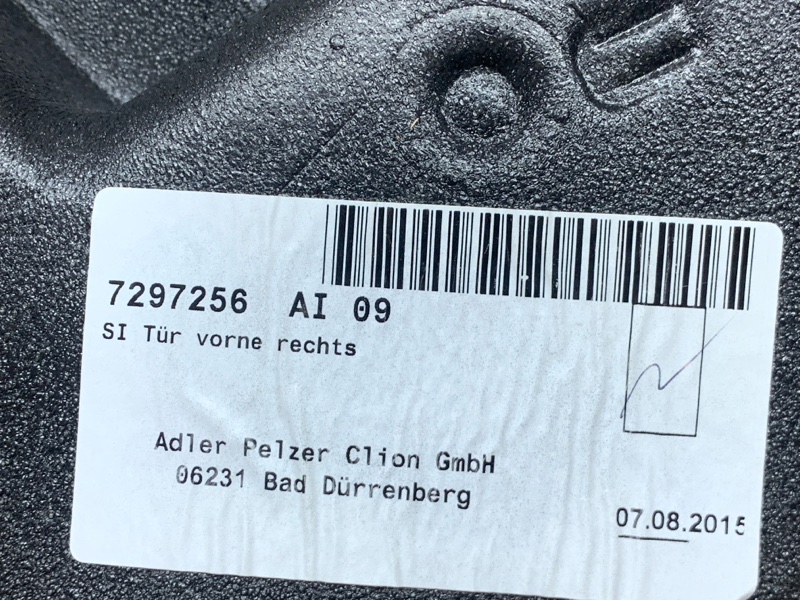 7297256 AI 09
SI Tür vorne rechts
Adler Pelzer Clion GmbH
06231 Bad Dürrenberg
07.08.2015